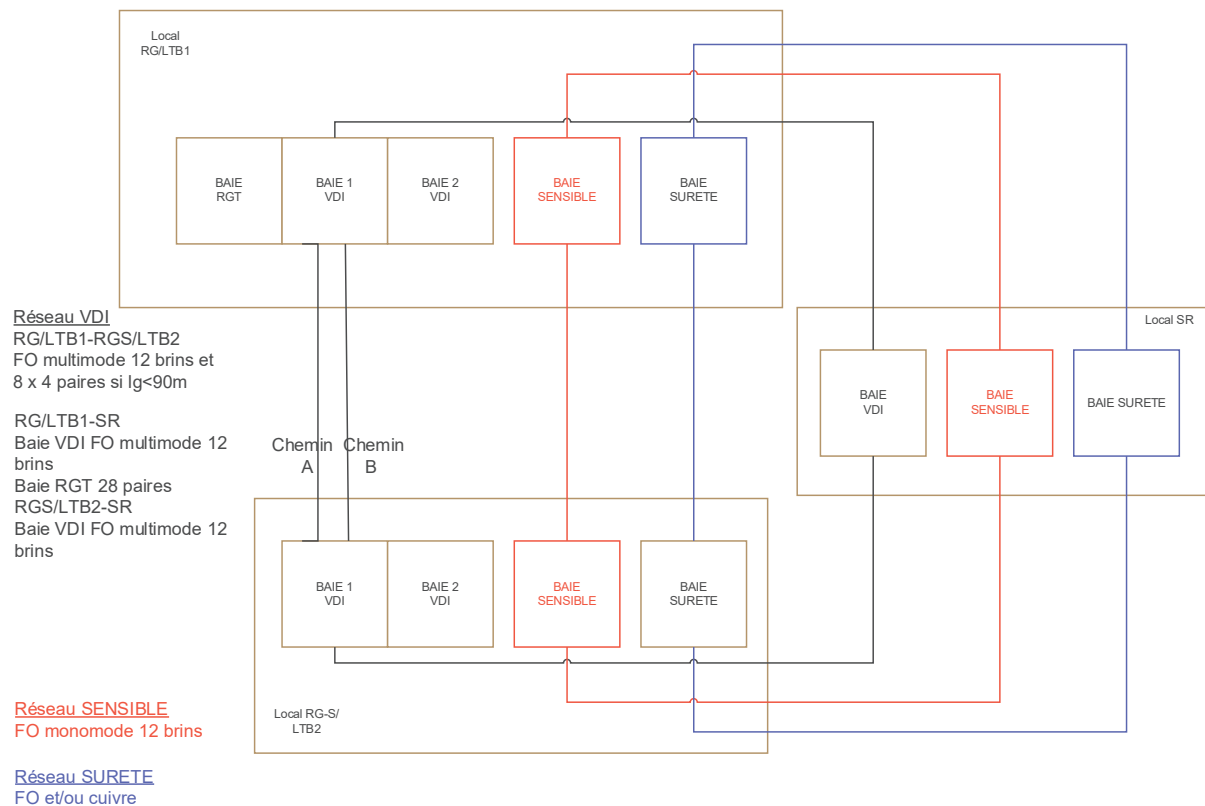 Local
RG/LTB1
BAIE
RGT
BAIE 1
VDI
BAIE 2
VDI
BAIE
SENSIBLE
BAIE
SURETE
Réseau VDI
RG/LTB1-RGS/LTB2
FO multimode 12 brins et
8 x 4 paires si lg<90m
RG/LTB1-SR
Baie VDI FO multimode 12
brins
Baie RGT 28 paires
RGS/LTB2-SR
Baie VDI FO multimode 12
brins
Chemin
A
Chemin
B
Local SR
BAIE
VDI
BAIE
SENSIBLE
BAIE SURETE
BAIE 1
VDI
BAIE 2
VDI
BAIE
SENSIBLE
BAIE
SURETE
Local RG-S/
LTB2
Réseau SENSIBLE
FO monomode 12 brins
Réseau SURETE
FO et/ou cuivre